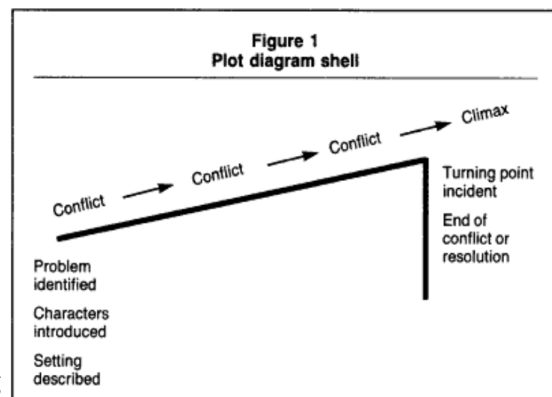 Figure 1
Plot diagram shell
Conflict
Conflict
Conflict
Climax
Turning point
incident
End of
conflict or
resolution
Problem
identified
Characters
introduced
Setting
described